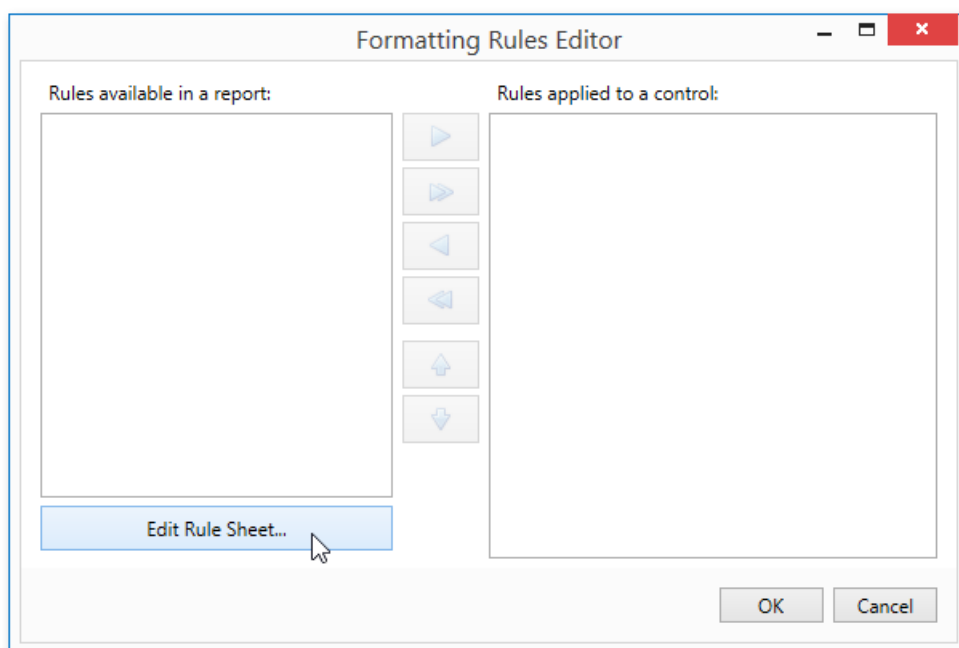 Formatting Rules Editor
Rules available in a report:
Rules applied to a control:
Edit Rule Sheet...
OK
Cancel